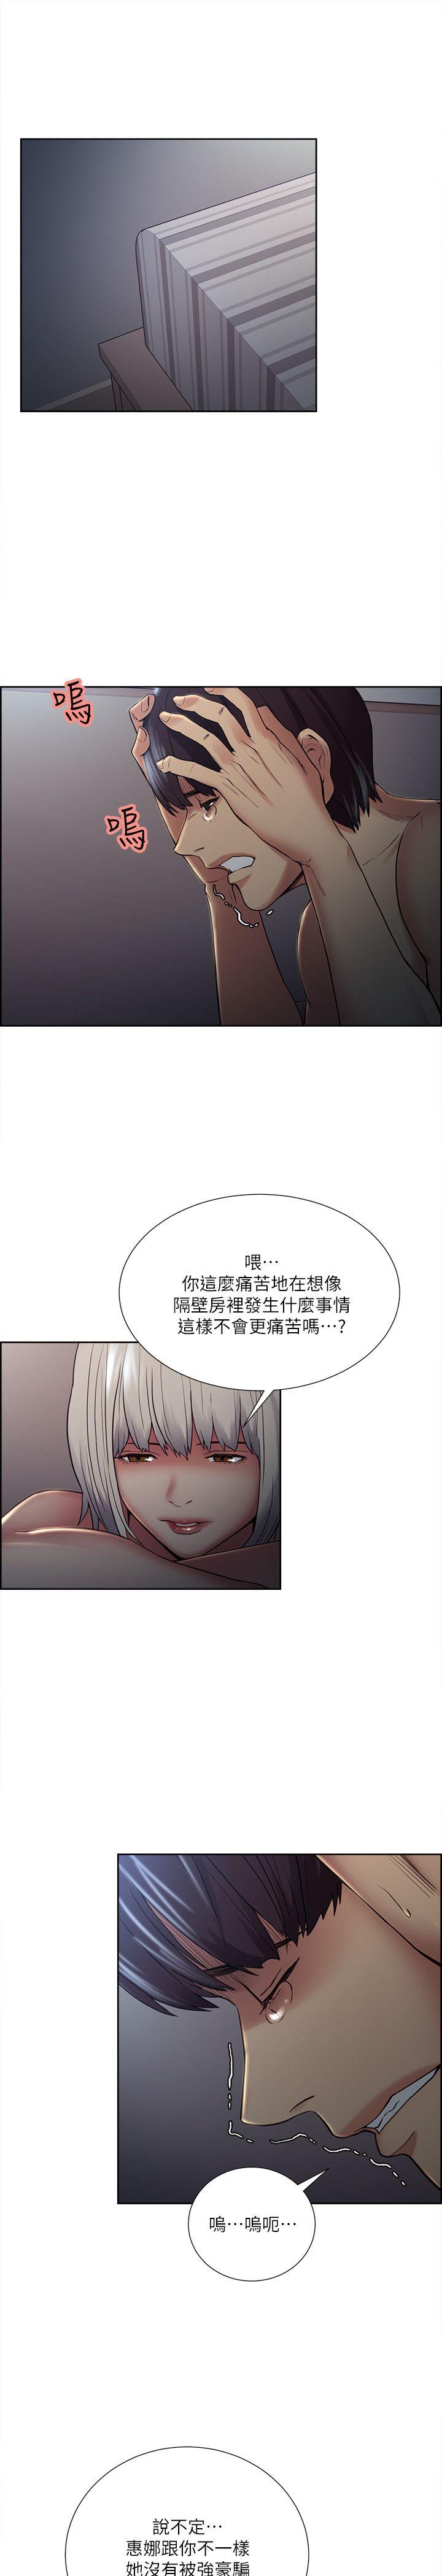 嗚
嗚
喂…
你這麼痛苦地在想像
隔壁房裡發生什麼事情
這樣不會更痛苦嗎…?
嗚…嗚呃…
說不定…
惠娜跟你不一樣
她沒有被強豪騙